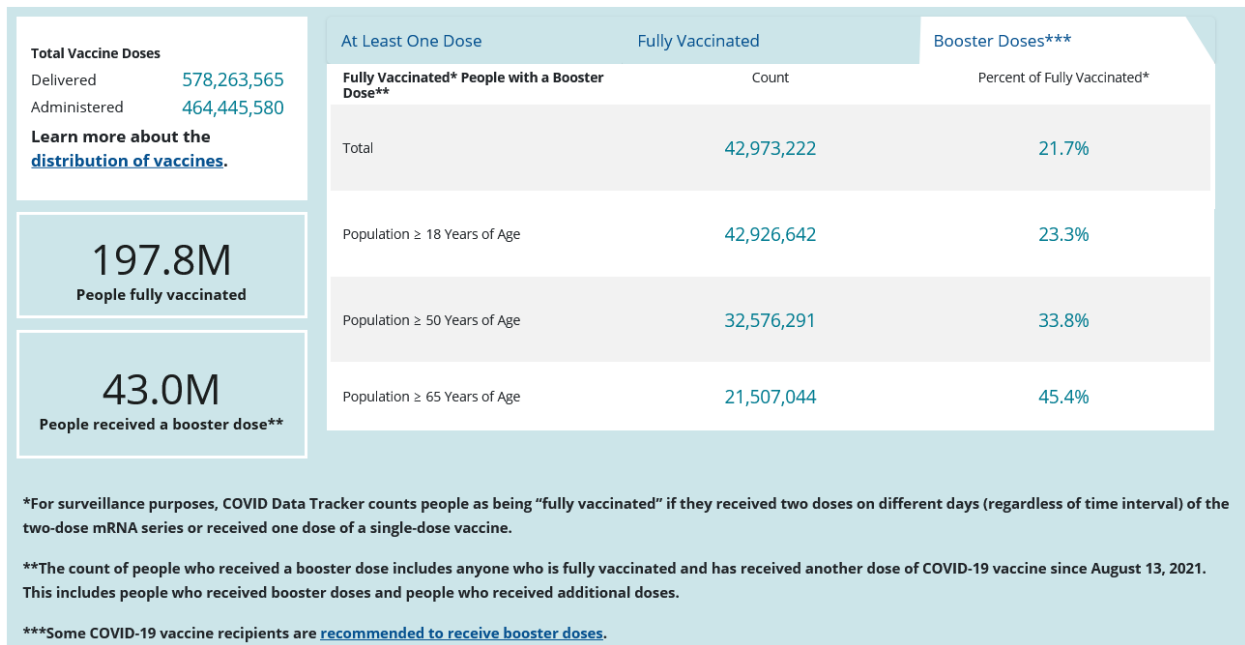 Total Vaccine Doses
Delivered 578,263,565
Administered 464,445,580
Learn more about the
distribution of vaccines.
197.8M
People fully vaccinated
43.0M
People received a booster dose**
At Least One Dose Fully Vaccinated Booster Doses***
Fully Vaccinated* People with a Booster
Dose** Count Percent of Fully Vaccinated*
Total 42,973,222 21.7%
Population ≥ 18 Years of Age 42,926,642 23.3%
Population ≥ 50 Years of Age 32,576,291 33.8%
Population ≥ 65 Years of Age 21,507,044 45.4%
*For surveillance purposes, COVID Data Tracker counts people as being “fully vaccinated” if they received two doses on different days (regardless of time interval) of the
two-dose mRNA series or received one dose of a single-dose vaccine.
**The count of people who received a booster dose includes anyone who is fully vaccinated and has received another dose of COVID-19 vaccine since August 13, 2021.
This includes people who received booster doses and people who received additional doses.
***Some COVID-19 vaccine recipients are recommended to receive booster doses.